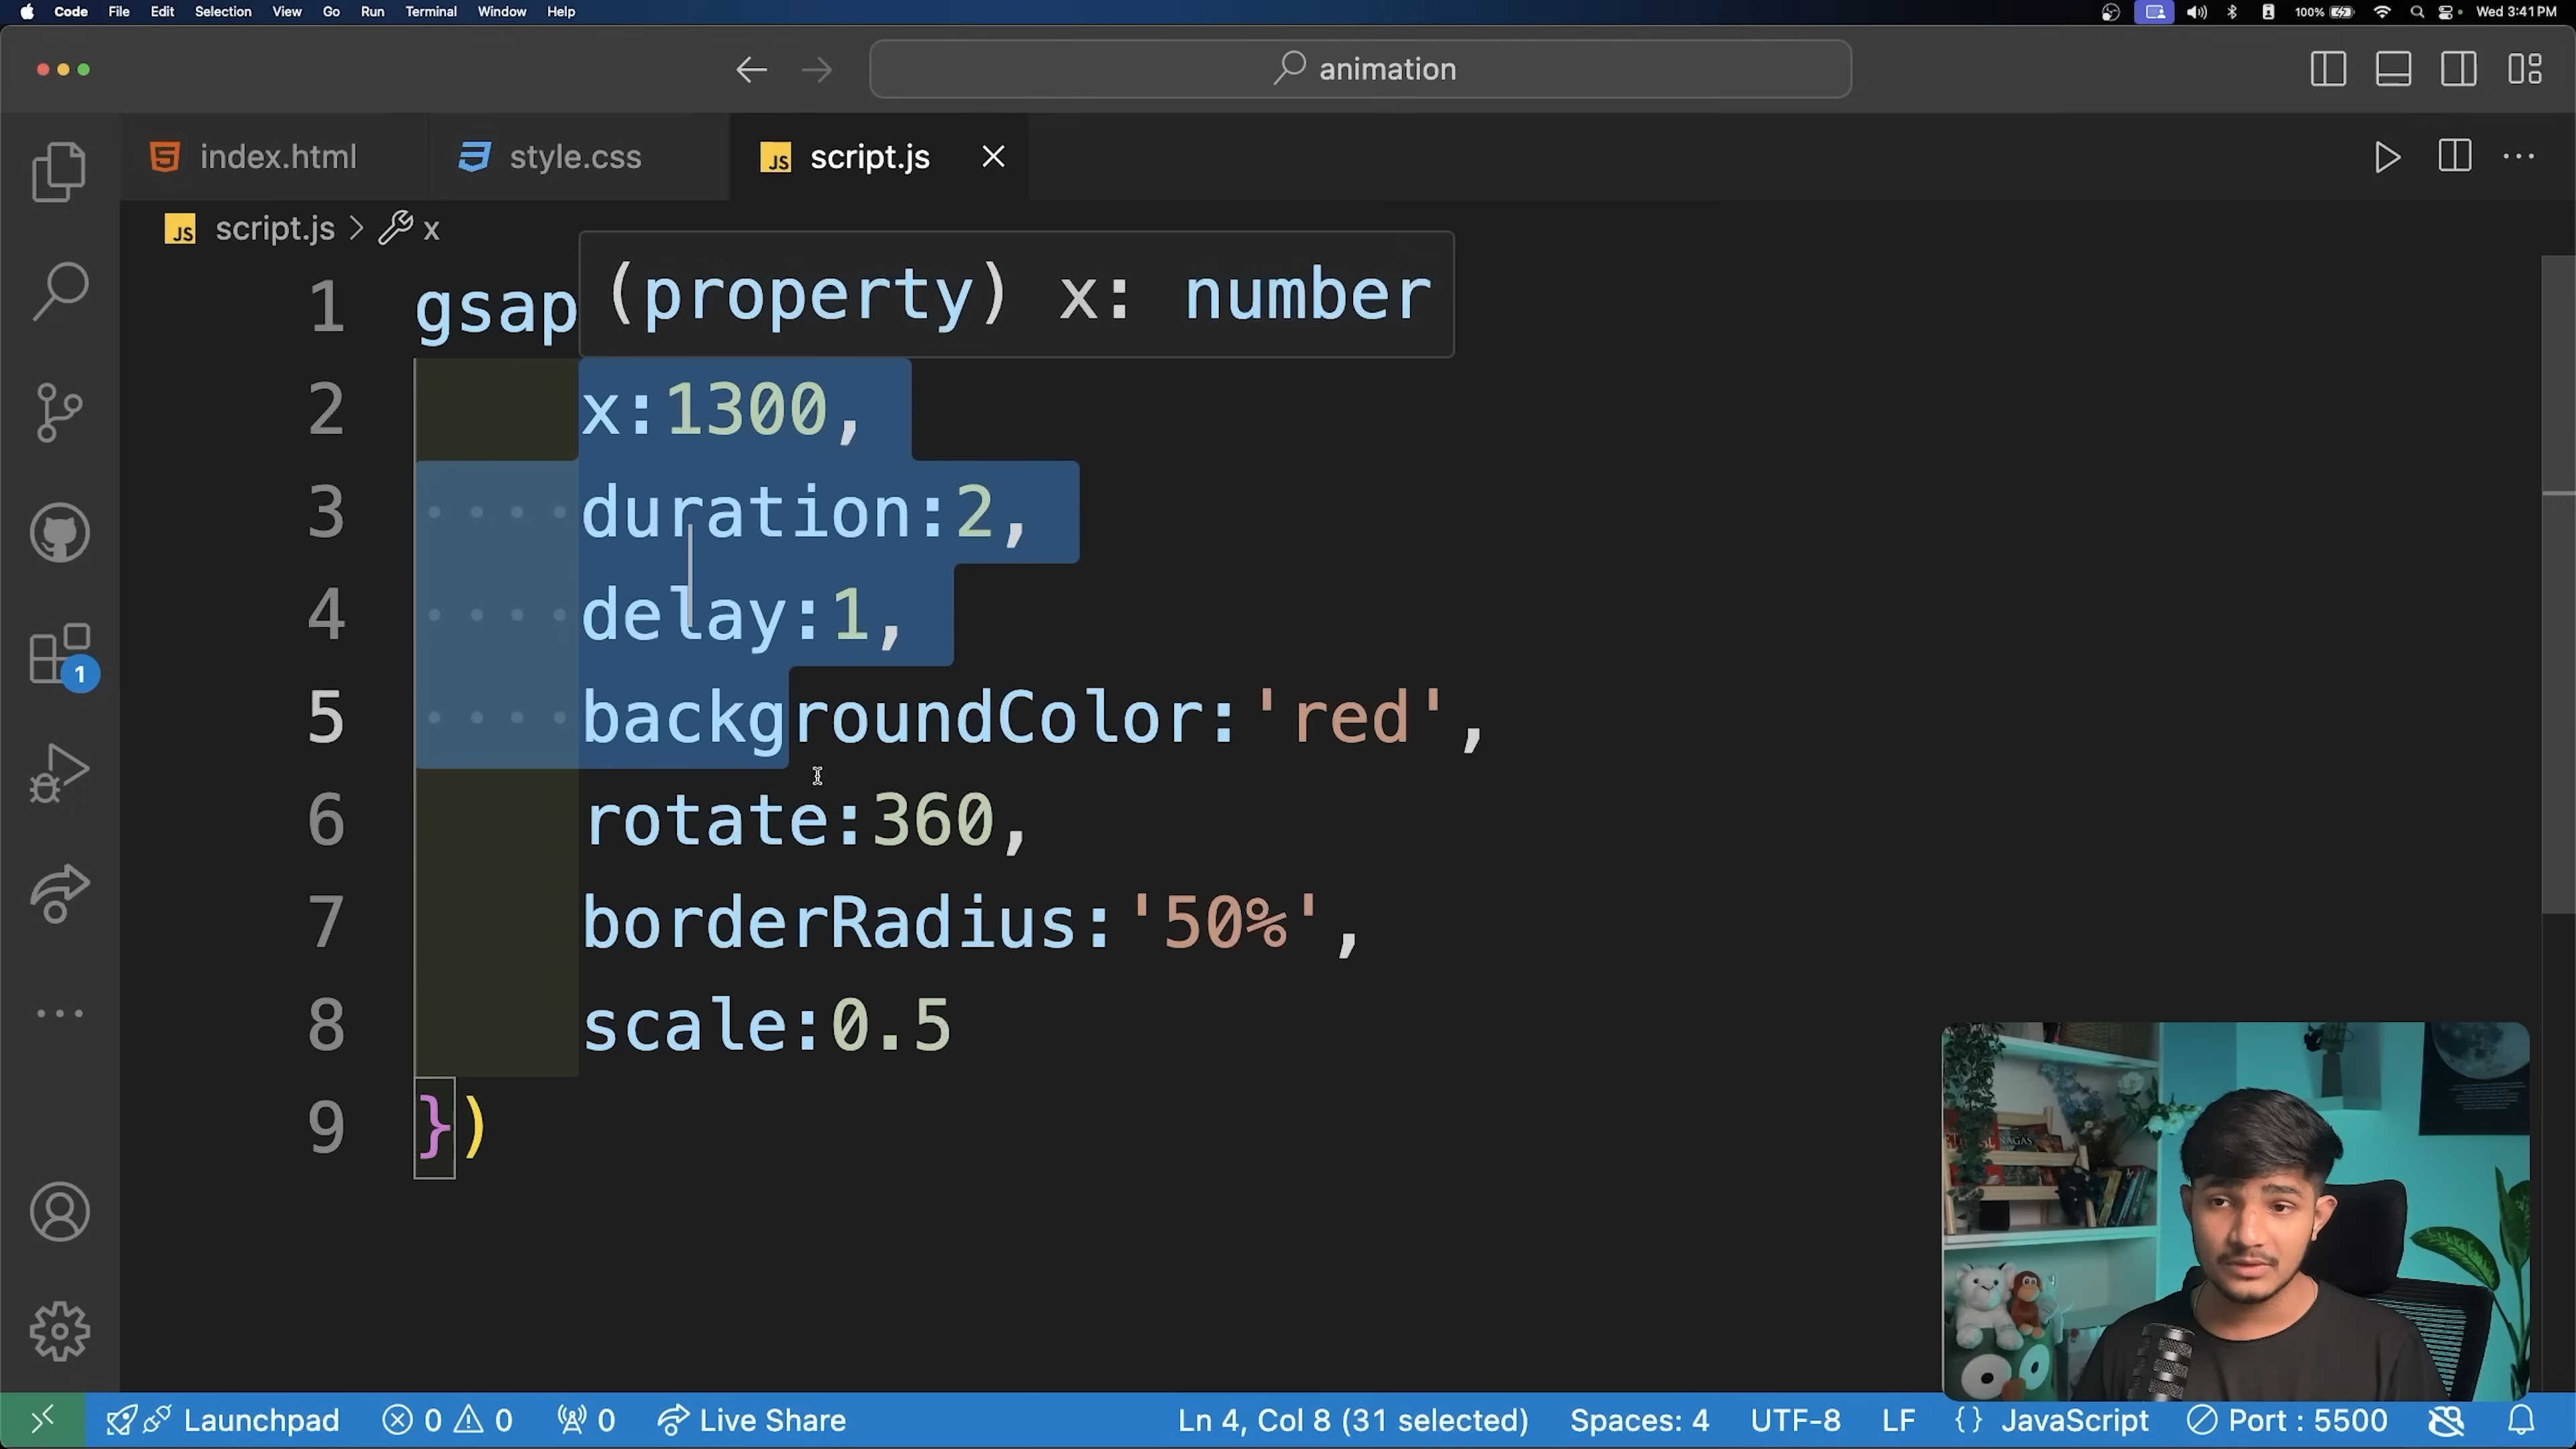 Code File Edit Selection View Go Run Terminal Window Help 100% Wed 3:41 PM
animation
index.html style.css JS script.js
JS script.js > x
(property) x: number
1 gsap
2 x:1300,
3 duration:2,
4 delay:1,
5 backgroundColor:'red',
6 rotate:360,
7 borderRadius:'50%',
8 scale:0.5
9 })
1
NAGAS
Launchpad 0 0 0 Live Share Ln 4, Col 8 (31 selected) Spaces: 4 UTF-8 LF {} JavaScript Port : 5500